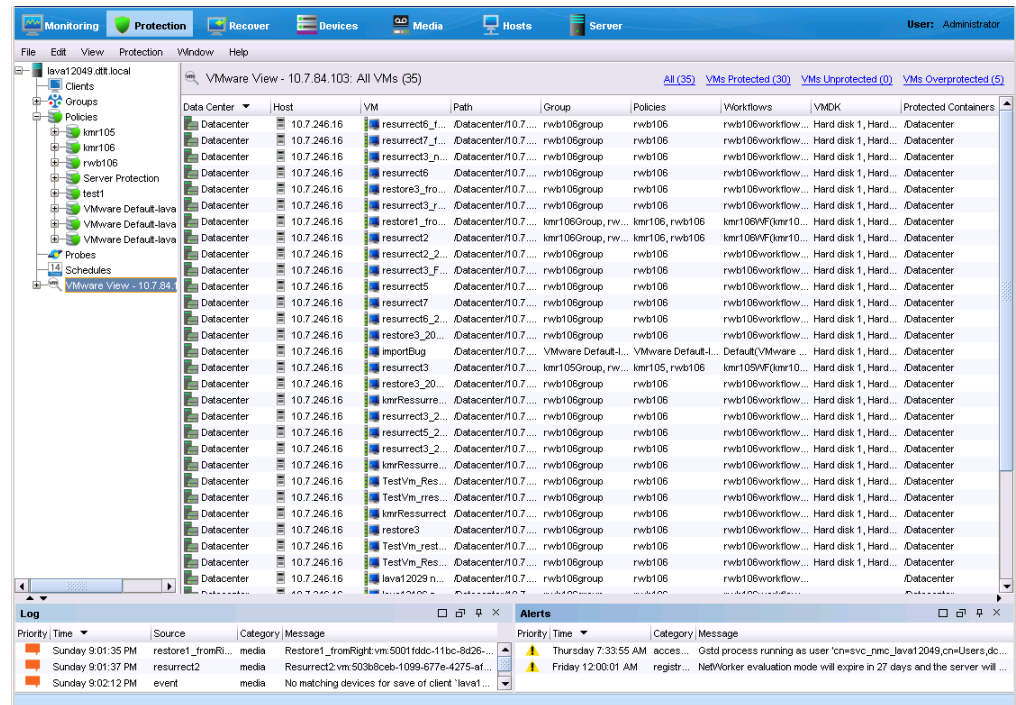 Monitoring Protection Recover Devices Media Hosts Server User: Administrator
File Edit View Protection Window Help
lava12049.dttt.local
Clients
Groups
Policies
kmr105
kmr106
rwb106
Server Protection
test1
VMware Default-lava
VMware Default-lava
VMware Default-lava
Probes
14 Schedules
VMware View - 10.7.84.1
VMware View - 10.7.84.103: All VMs (35) All (35) VMs Protected (30) VMs Unprotected (0) VMs Overprotected (5)
Data Center Host VM Path Group Policies Workflows VMDK Protected Containers
Datacenter 10.7.246.16 resurrect6_f... /Datacenter/10.7.... rwb106group rwb106 rwb106workflow... Hard disk 1, Hard... /Datacenter
Datacenter 10.7.246.16 resurrect7_f... /Datacenter/10.7.... rwb106group rwb106 rwb106workflow... Hard disk 1, Hard... /Datacenter
Datacenter 10.7.246.16 resurrect3_n... /Datacenter/10.7.... rwb106group rwb106 rwb106workflow... Hard disk 1, Hard... /Datacenter
Datacenter 10.7.246.16 resurrect6 /Datacenter/10.7.... rwb106group rwb106 rwb106workflow... Hard disk 1, Hard... /Datacenter
Datacenter 10.7.246.16 restore3_fro... /Datacenter/10.7.... rwb106group rwb106 rwb106workflow... Hard disk 1, Hard... /Datacenter
Datacenter 10.7.246.16 resurrect3_r... /Datacenter/10.7.... rwb106group rwb106 rwb106workflow... Hard disk 1, Hard... /Datacenter
Datacenter 10.7.246.16 restore1_fro... /Datacenter/10.7.... kmr106Group, rw... kmr106, rwb106 kmr106WF(kmr10... Hard disk 1, Hard... /Datacenter
Datacenter 10.7.246.16 resurrect2 /Datacenter/10.7.... kmr106Group, rw... kmr106, rwb106 kmr106WF(kmr10... Hard disk 1, Hard... /Datacenter
Datacenter 10.7.246.16 resurrect2_2... /Datacenter/10.7.... rwb106group rwb106 rwb106workflow... Hard disk 1, Hard... /Datacenter
Datacenter 10.7.246.16 resurrect3_F... /Datacenter/10.7.... rwb106group rwb106 rwb106workflow... Hard disk 1, Hard... /Datacenter
Datacenter 10.7.246.16 resurrect5 /Datacenter/10.7.... rwb106group rwb106 rwb106workflow... Hard disk 1, Hard... /Datacenter
Datacenter 10.7.246.16 resurrect7 /Datacenter/10.7.... rwb106group rwb106 rwb106workflow... Hard disk 1, Hard... /Datacenter
Datacenter 10.7.246.16 resurrect6_2... /Datacenter/10.7.... rwb106group rwb106 rwb106workflow... Hard disk 1, Hard... /Datacenter
Datacenter 10.7.246.16 restore3_20... /Datacenter/10.7.... rwb106group rwb106 rwb106workflow... Hard disk 1, Hard... /Datacenter
Datacenter 10.7.246.16 importBug /Datacenter/10.7.... VMware Default-l... VMware Default-l... Default(VMware ... Hard disk 1, Hard... /Datacenter
Datacenter 10.7.246.16 resurrect3 /Datacenter/10.7.... kmr105Group, rw... kmr105, rwb106 kmr105WF(kmr10... Hard disk 1, Hard... /Datacenter
Datacenter 10.7.246.16 restore3_20... /Datacenter/10.7.... rwb106group rwb106 rwb106workflow... Hard disk 1, Hard... /Datacenter
Datacenter 10.7.246.16 kmrRessurre... /Datacenter/10.7.... rwb106group rwb106 rwb106workflow... Hard disk 1, Hard... /Datacenter
Datacenter 10.7.246.16 resurrect3_2... /Datacenter/10.7.... rwb106group rwb106 rwb106workflow... Hard disk 1, Hard... /Datacenter
Datacenter 10.7.246.16 resurrect5_2... /Datacenter/10.7.... rwb106group rwb106 rwb106workflow... Hard disk 1, Hard... /Datacenter
Datacenter 10.7.246.16 resurrect3_2... /Datacenter/10.7.... rwb106group rwb106 rwb106workflow... Hard disk 1, Hard... /Datacenter
Datacenter 10.7.246.16 kmrRessurre... /Datacenter/10.7.... rwb106group rwb106 rwb106workflow... Hard disk 1, Hard... /Datacenter
Datacenter 10.7.246.16 TestVm_Res... /Datacenter/10.7.... rwb106group rwb106 rwb106workflow... Hard disk 1, Hard... /Datacenter
Datacenter 10.7.246.16 TestVm_rres... /Datacenter/10.7.... rwb106group rwb106 rwb106workflow... Hard disk 1, Hard... /Datacenter
Datacenter 10.7.246.16 kmrRessurrect /Datacenter/10.7.... rwb106group rwb106 rwb106workflow... Hard disk 1, Hard... /Datacenter
Datacenter 10.7.246.16 restore3 /Datacenter/10.7.... rwb106group rwb106 rwb106workflow... Hard disk 1, Hard... /Datacenter
Datacenter 10.7.246.16 TestVm_rest... /Datacenter/10.7.... rwb106group rwb106 rwb106workflow... Hard disk 1, Hard... /Datacenter
Datacenter 10.7.246.16 TestVm_Res... /Datacenter/10.7.... rwb106group rwb106 rwb106workflow... Hard disk 1, Hard... /Datacenter
Datacenter 10.7.246.16 lava12029 n... /Datacenter/10.7.... rwb106group rwb106 rwb106workflow... /Datacenter
Log
Priority Time Source Category Message
Sunday 9:01:35 PM restore1_fromRi... media Restore1_fromRight:vm:5001fddc-11bc-8d26-...
Sunday 9:01:37 PM resurrect2 media Resurrect2:vm:503b8ceb-1099-677e-4275-af...
Sunday 9:02:12 PM event media No matching devices for save of client `lava1...
Alerts
Priority Time Category Message
Thursday 7:33:55 AM acces... Gstd process running as user 'cn=svc_nmc_lava12049,cn=Users,dc...
Friday 12:00:01 AM registr... NetWorker evaluation mode will expire in 27 days and the server will ...